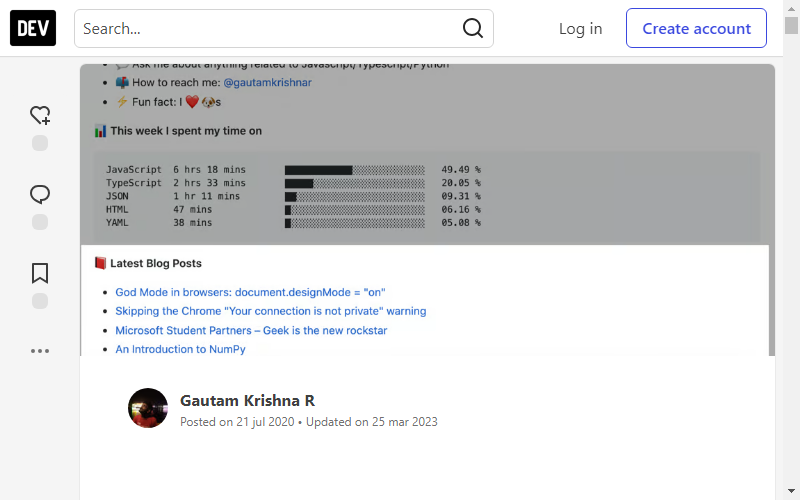 DEV
Search...
Log in
Create account
Ask me about anything related to Javascript/Typescript/Python
How to reach me: @gautamkrishnar
Fun fact: I ❤️ 🐶s
This week I spent my time on
JavaScript 6 hrs 18 mins 49.49 %
TypeScript 2 hrs 33 mins 20.05 %
JSON 1 hr 11 mins 09.31 %
HTML 47 mins 06.16 %
YAML 38 mins 05.08 %
Latest Blog Posts
God Mode in browsers: document.designMode = "on"
Skipping the Chrome "Your connection is not private" warning
Microsoft Student Partners – Geek is the new rockstar
An Introduction to NumPy
Gautam Krishna R
Posted on 21 jul 2020 • Updated on 25 mar 2023